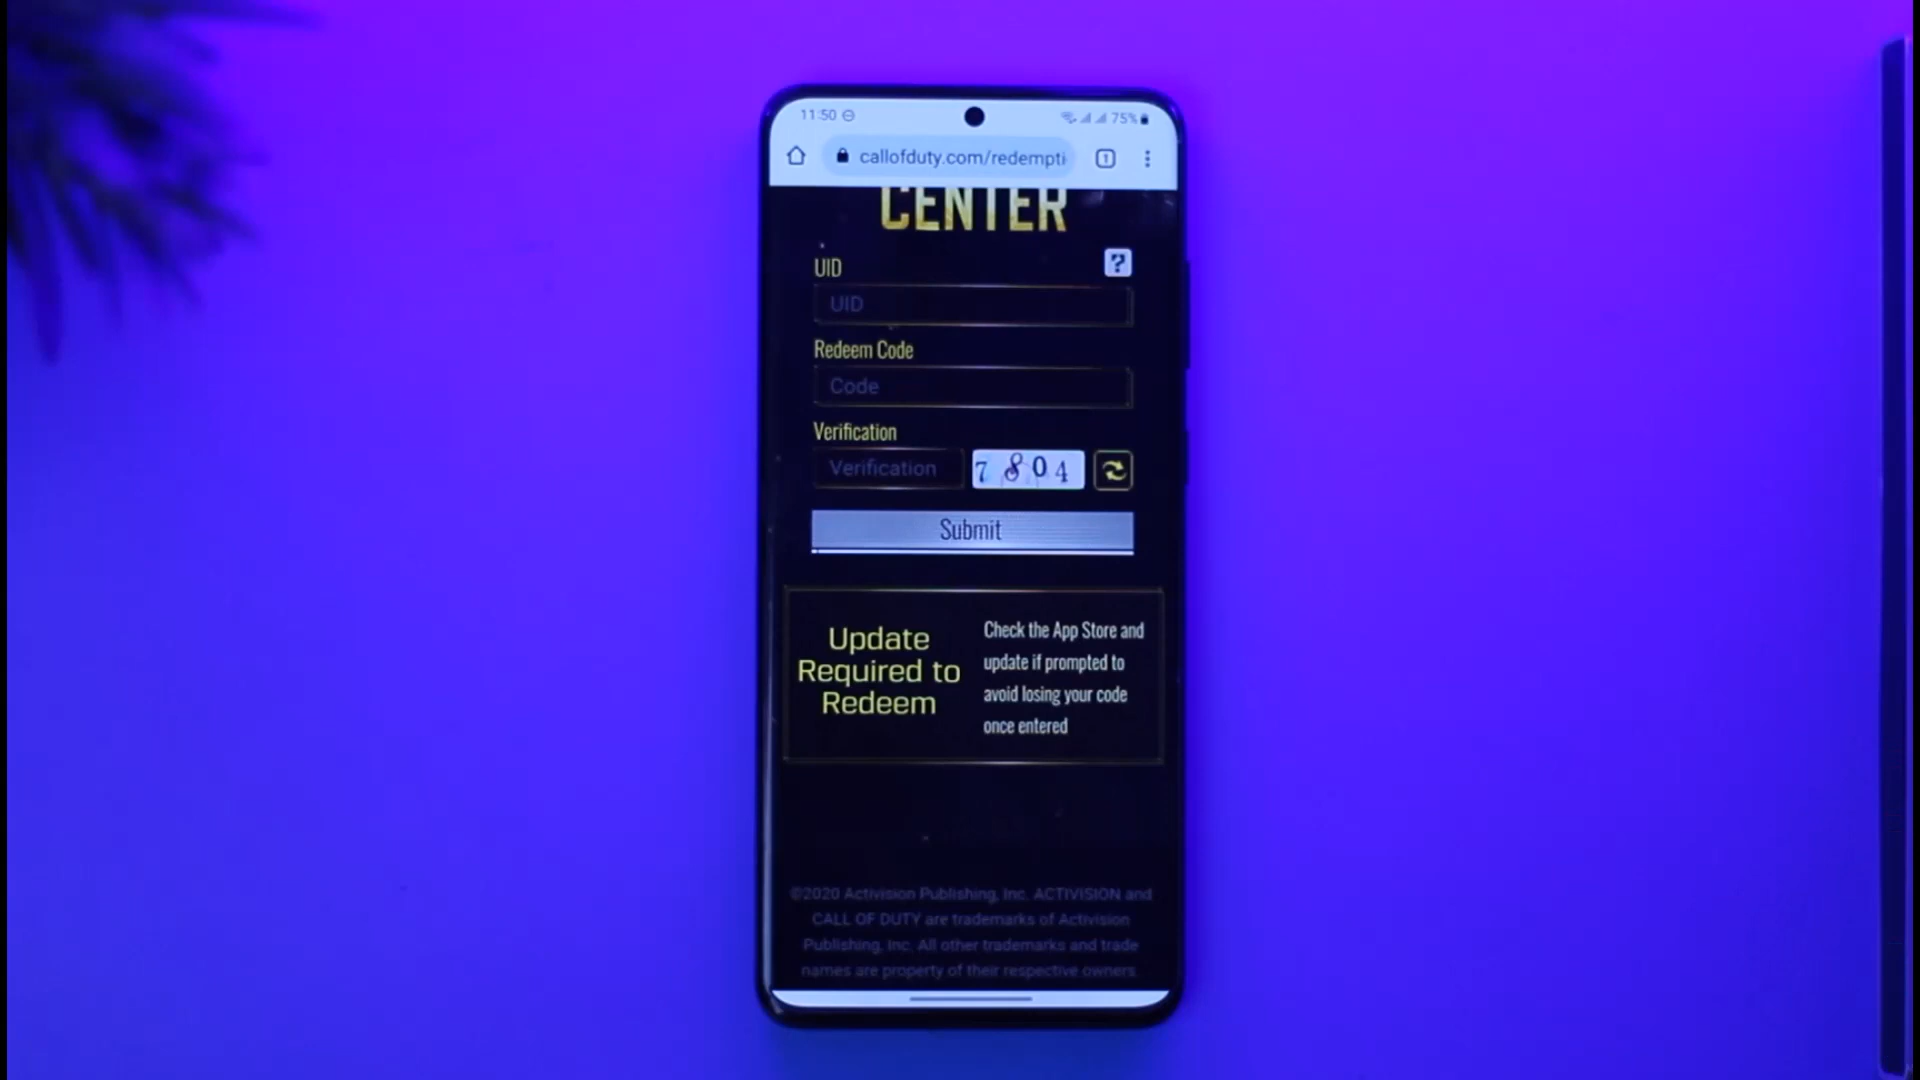 11:50
75%
callofduty.com/redempti
1
CENTER
UID
?
UID
Redeem Code
Code
Verification
Verification
7 8 0 4
Submit
Update
Required to
Redeem
Check the App Store and
update if prompted to
avoid losing your code
once entered
©2020 Activision Publishing, Inc. ACTIVISION and
CALL OF DUTY are trademarks of Activision
Publishing, Inc. All other trademarks and trade
names are property of their respective owners.